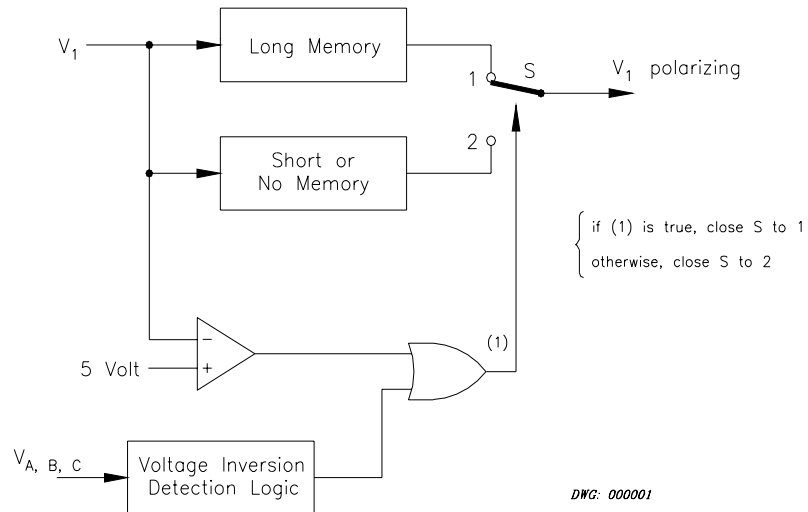 V1
Long Memory
1
S
V1 polarizing
2
Short or
No Memory
if (1) is true, close S to 1
otherwise, close S to 2
−
(1)
5 Volt
+
VA, B, C
Voltage Inversion
Detection Logic
DWG: 000001